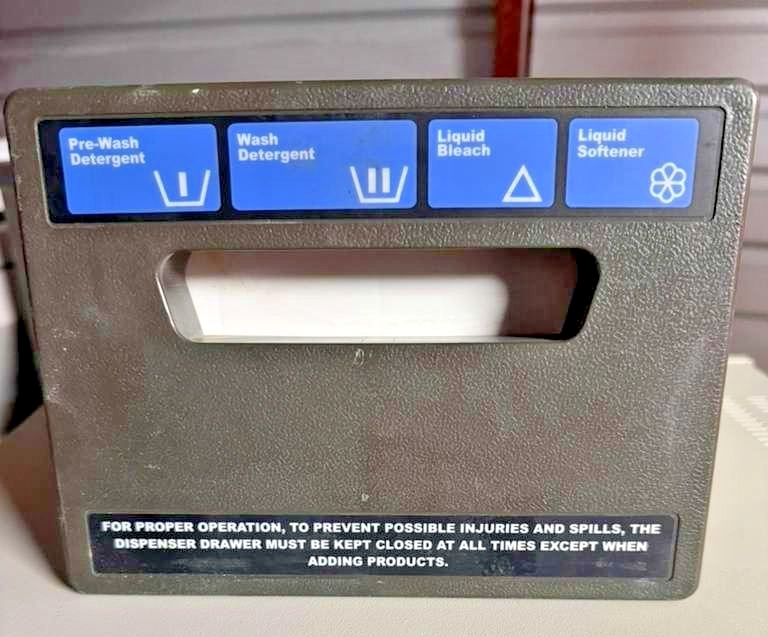 Pre-Wash
Detergent
Wash
Detergent
Liquid
Bleach
Liquid
Softener
FOR PROPER OPERATION, TO PREVENT POSSIBLE INJURIES AND SPILLS, THE
DISPENSER DRAWER MUST BE KEPT CLOSED AT ALL TIMES EXCEPT WHEN
ADDING PRODUCTS.